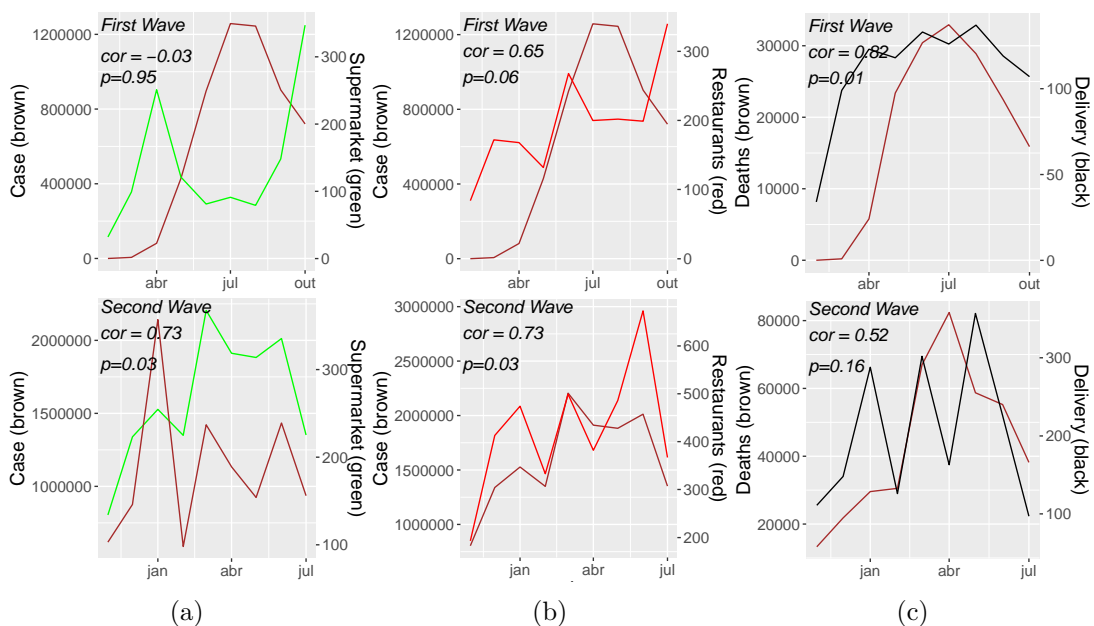 First Wave
cor = −0.03
p=0.95
Case (brown)
1200000
800000
400000
0
Supermarket (green)
300
200
100
0
abr
jul
out
First Wave
cor = 0.65
p=0.06
Case (brown)
1200000
800000
400000
0
Restaurants (red)
300
200
100
0
abr
jul
out
First Wave
cor = 0.82
p=0.01
Deaths (brown)
30000
20000
10000
0
Delivery (black)
100
50
0
abr
jul
out
Second Wave
cor = 0.73
p=0.03
Case (brown)
2000000
1500000
1000000
Supermarket (green)
300
200
100
jan
abr
jul
Second Wave
cor = 0.73
p=0.03
Case (brown)
3000000
2500000
2000000
1500000
1000000
Restaurants (red)
600
500
400
300
200
jan
abr
jul
Second Wave
cor = 0.52
p=0.16
Deaths (brown)
80000
60000
40000
20000
Delivery (black)
300
200
100
jan
abr
jul
(a)
(b)
(c)